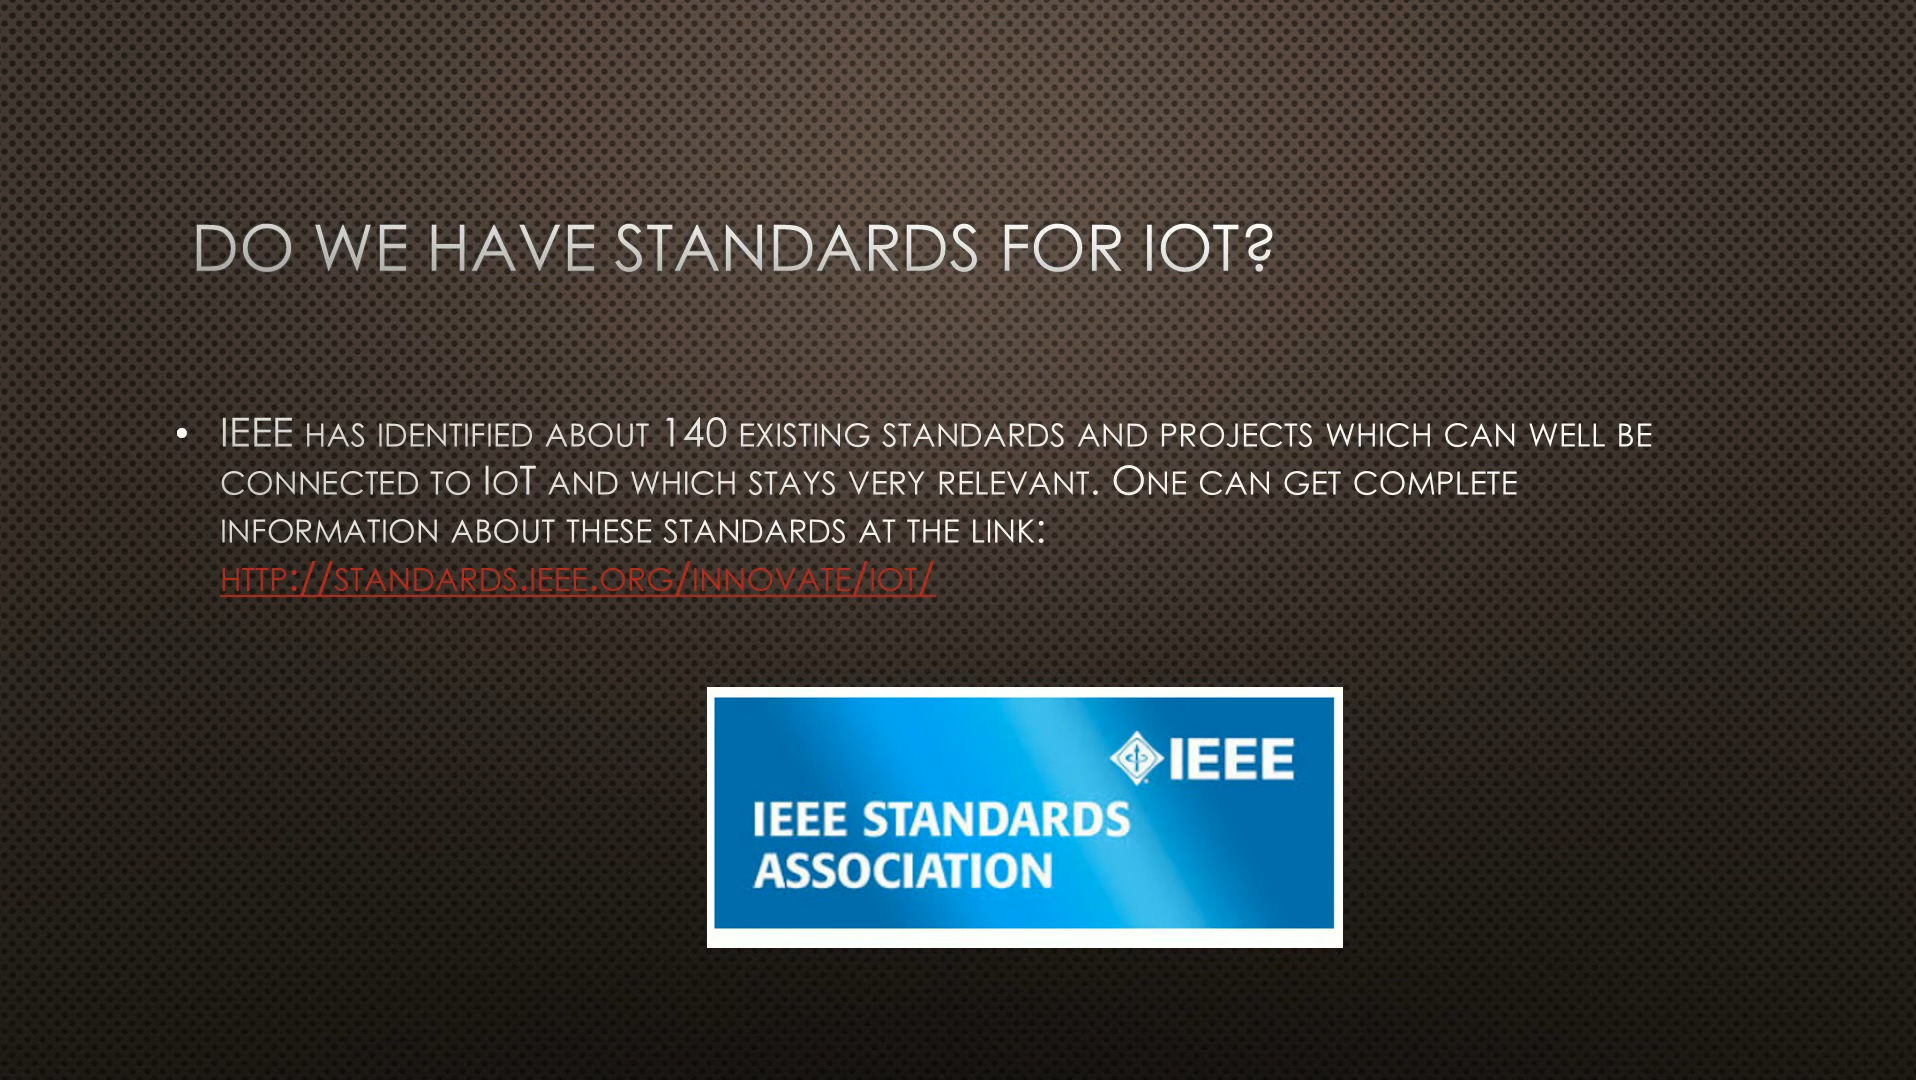 DO WE HAVE STANDARDS FOR IOT?
• IEEE HAS IDENTIFIED ABOUT 140 EXISTING STANDARDS AND PROJECTS WHICH CAN WELL BE
CONNECTED TO IOT AND WHICH STAYS VERY RELEVANT. ONE CAN GET COMPLETE
INFORMATION ABOUT THESE STANDARDS AT THE LINK:
HTTP://STANDARDS.IEEE.ORG/INNOVATE/IOT/
IEEE
IEEE STANDARDS
ASSOCIATION